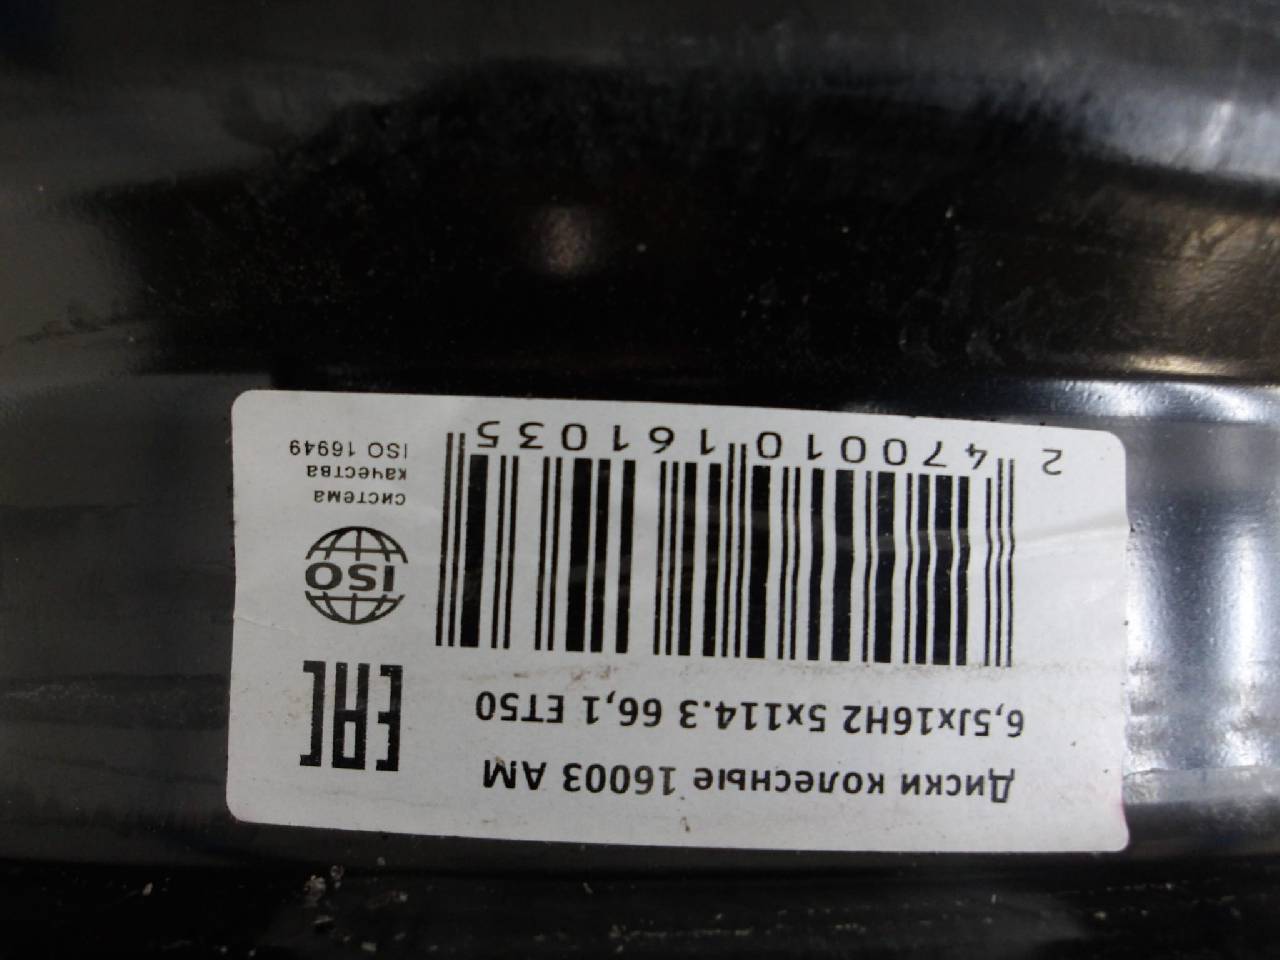 Диски колесные 16003 AM
6,5Jx16H2 5x114.3 66,1 ET50
2 470010 161035
EAC
ISO
система
качества
ISO 16949